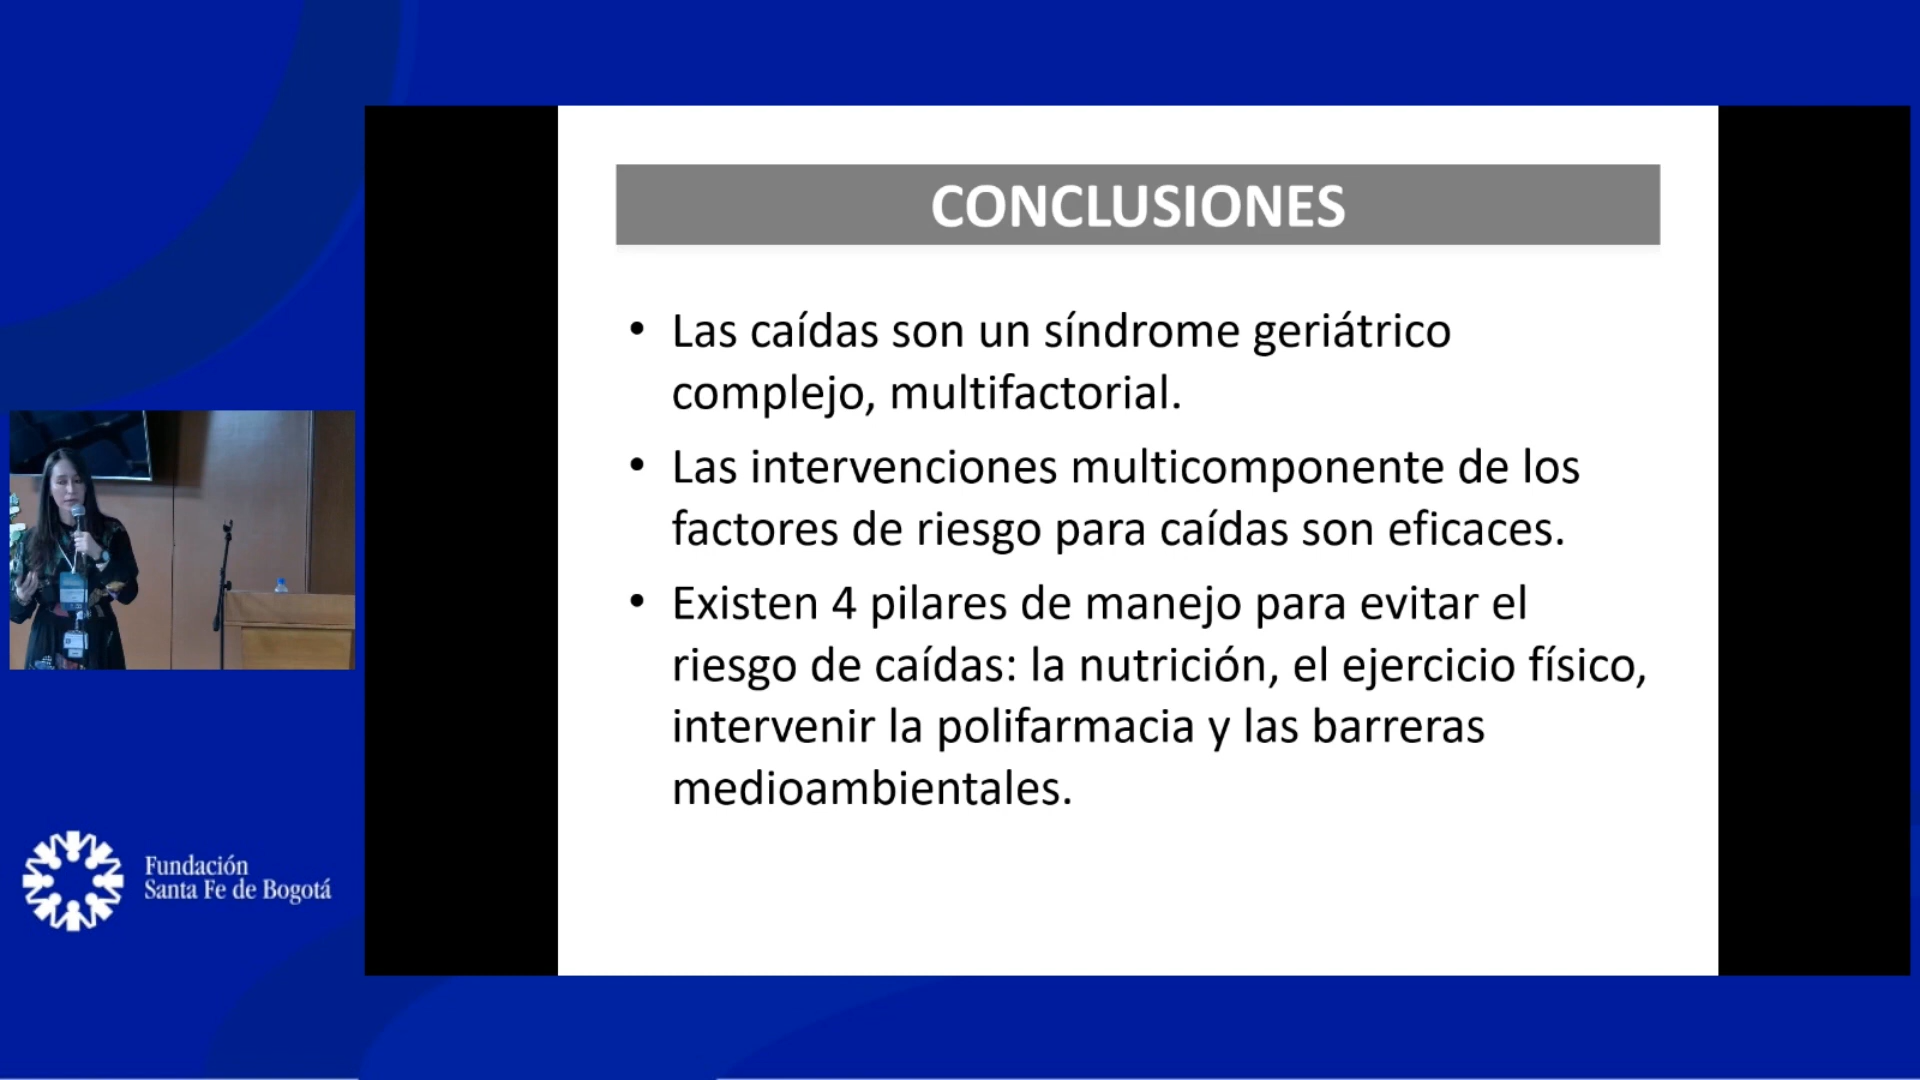 CONCLUSIONES
• Las caídas son un síndrome geriátrico
complejo, multifactorial.
• Las intervenciones multicomponente de los
factores de riesgo para caídas son eficaces.
• Existen 4 pilares de manejo para evitar el
riesgo de caídas: la nutrición, el ejercicio físico,
intervenir la polifarmacia y las barreras
medioambientales.
Fundación
Santa Fe de Bogotá